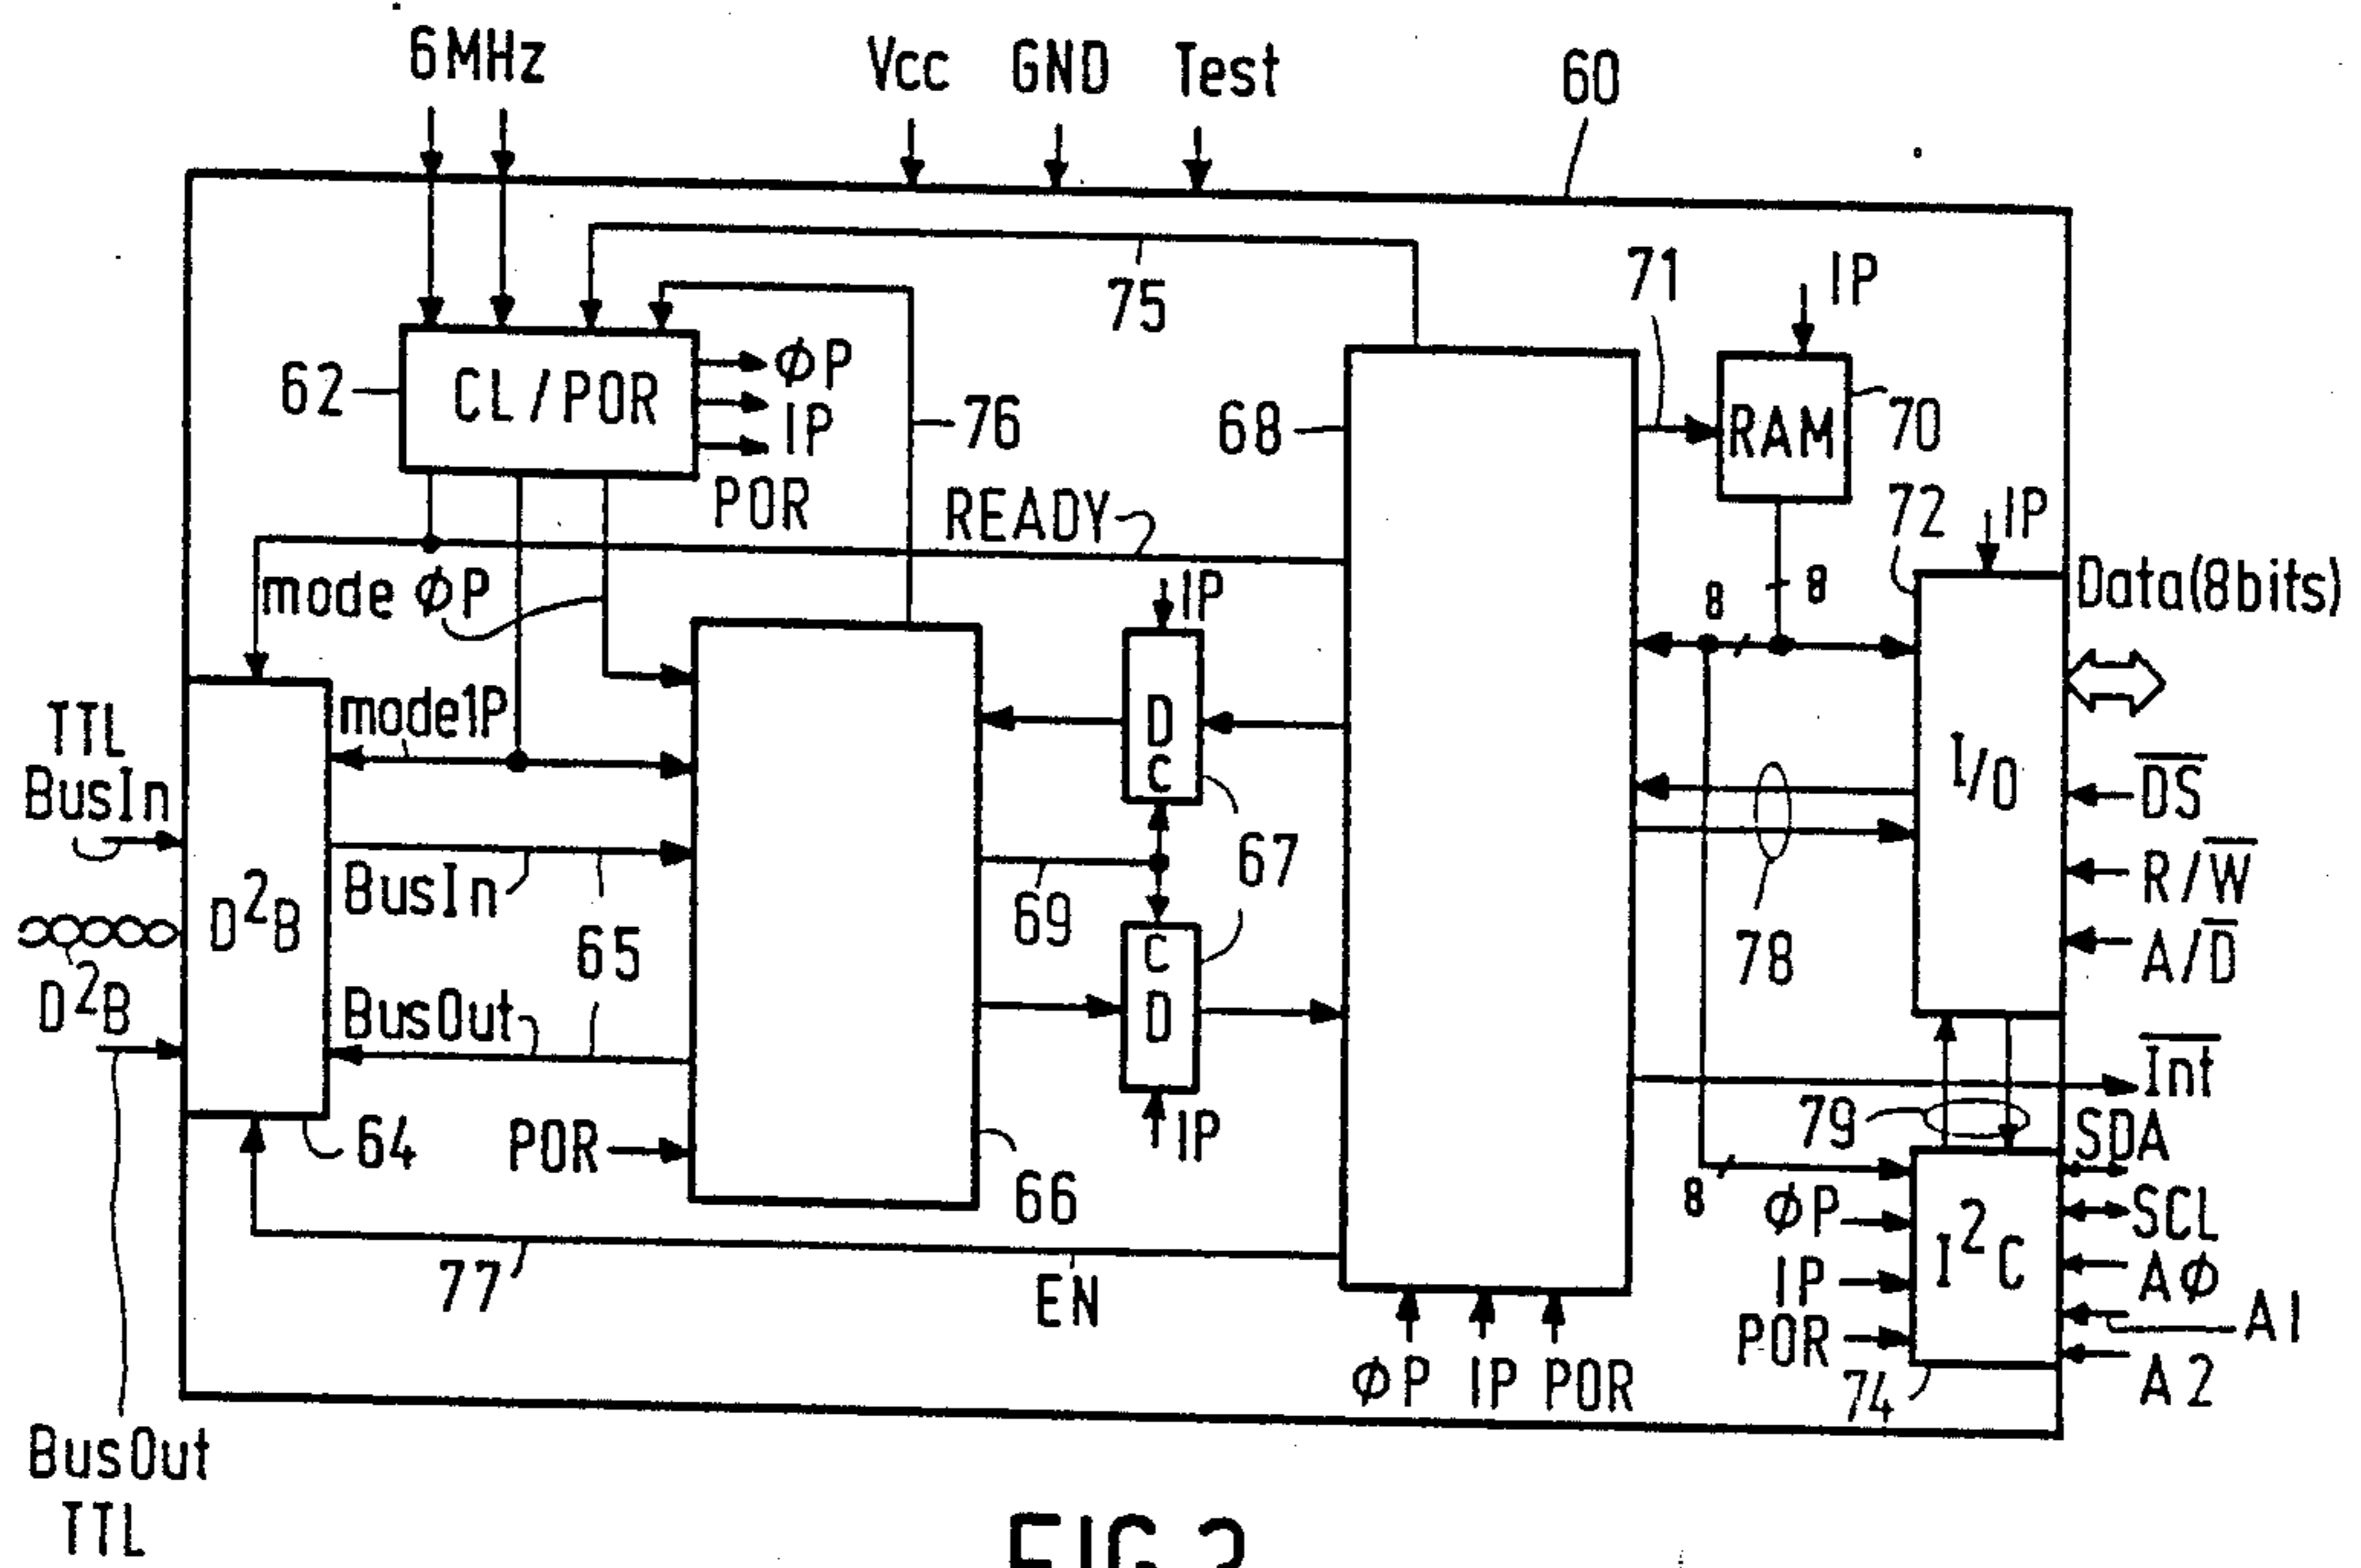 6MHz
Vcc
GND
Test
60
75
71
IP
62
CL/POR
ϕP
IP
POR
76
68
RAM
70
READY
72
IP
mode ϕP
IP
8
8
Data(8bits)
TTL
BusIn
mode1P
D
C
I/O
D̅S̅
67
R/W̅
BusIn
65
69
78
A/D̅
D²B
D²B
BusOut
C
D
I̅n̅t̅
79
SDA
64
POR
IP
66
8
ϕP
SCL
I²C
77
EN
IP
Aϕ
POR
A1
A2
74
ϕP
IP
POR
BusOut
TTL
FIG.2